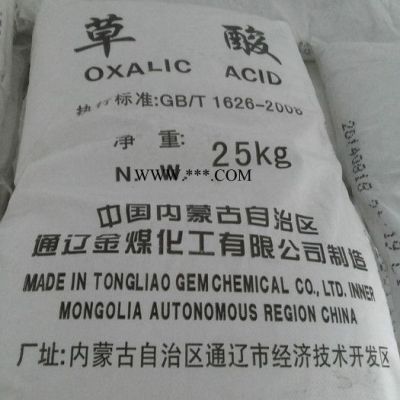 草 酸
OXALIC ACID
执行标准:GB/T 1626-2008
净 重:
25kg
N. W.
WWW.***.COM
中国内蒙古自治区
通辽金煤化工有限公司制造
MADE IN TONGLIAO GEM CHEMICAL CO., LTD. INNER
MONGOLIA AUTONOMOUS REGION CHINA
厂址:内蒙古自治区通辽市经济技术开发区
20140818